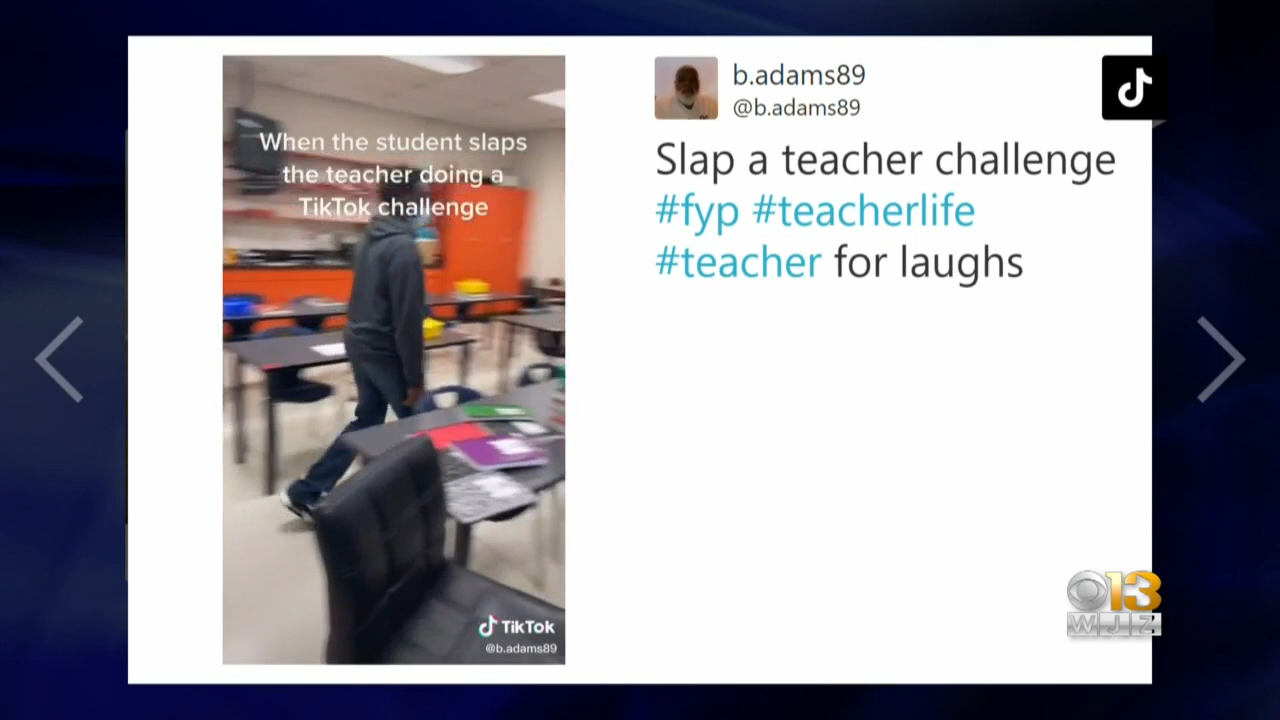 When the student slaps
the teacher doing a
TikTok challenge
TikTok
@b.adams89
b.adams89
@b.adams89
Slap a teacher challenge
#fyp #teacherlife
#teacher for laughs
13
WJZ